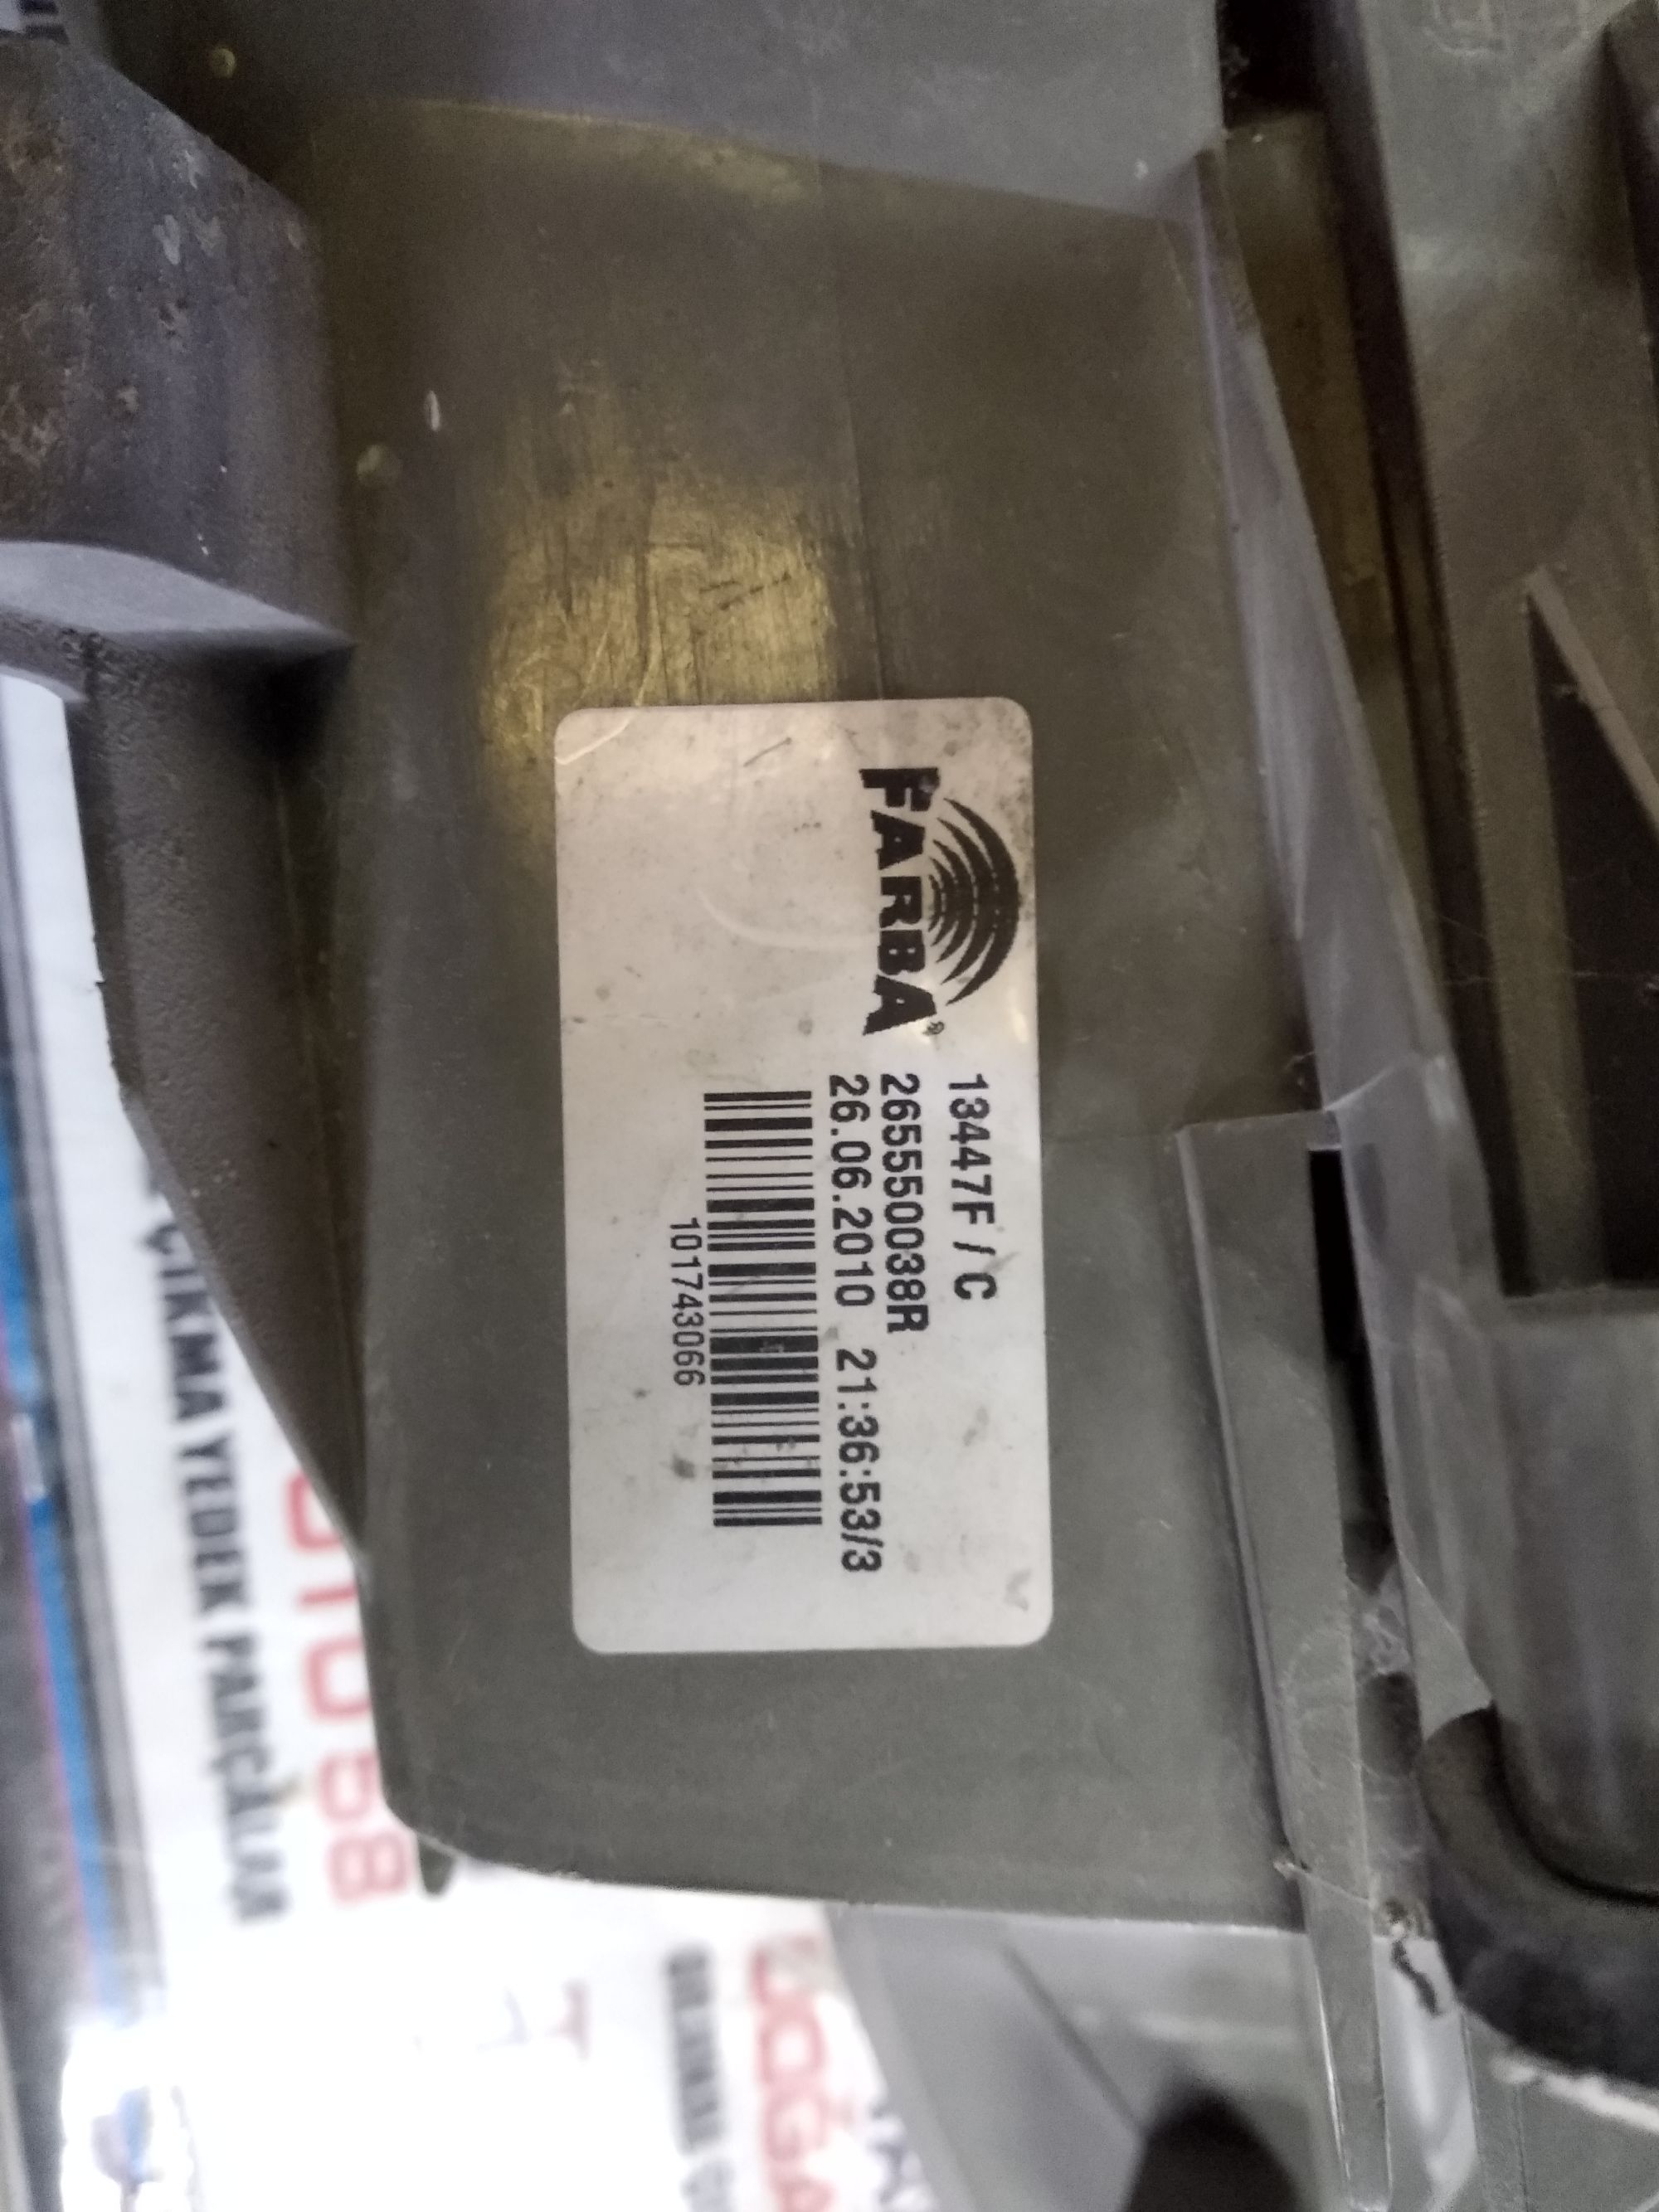 FARBA®
13447F / C
265550038R
26.06.2010 21:36:53/3
101743066
ÇIKMA YEDEK PARÇALAR